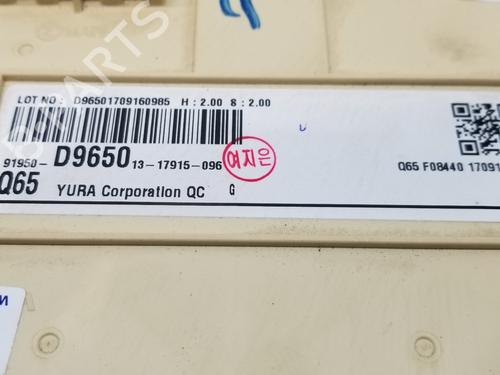 LOT NO : D96501709160985 H : 2.00 S : 2.00
91950- D9650 13-17915-096 여지은
Q65 YURA Corporation QC G
Q65 F08440 17091